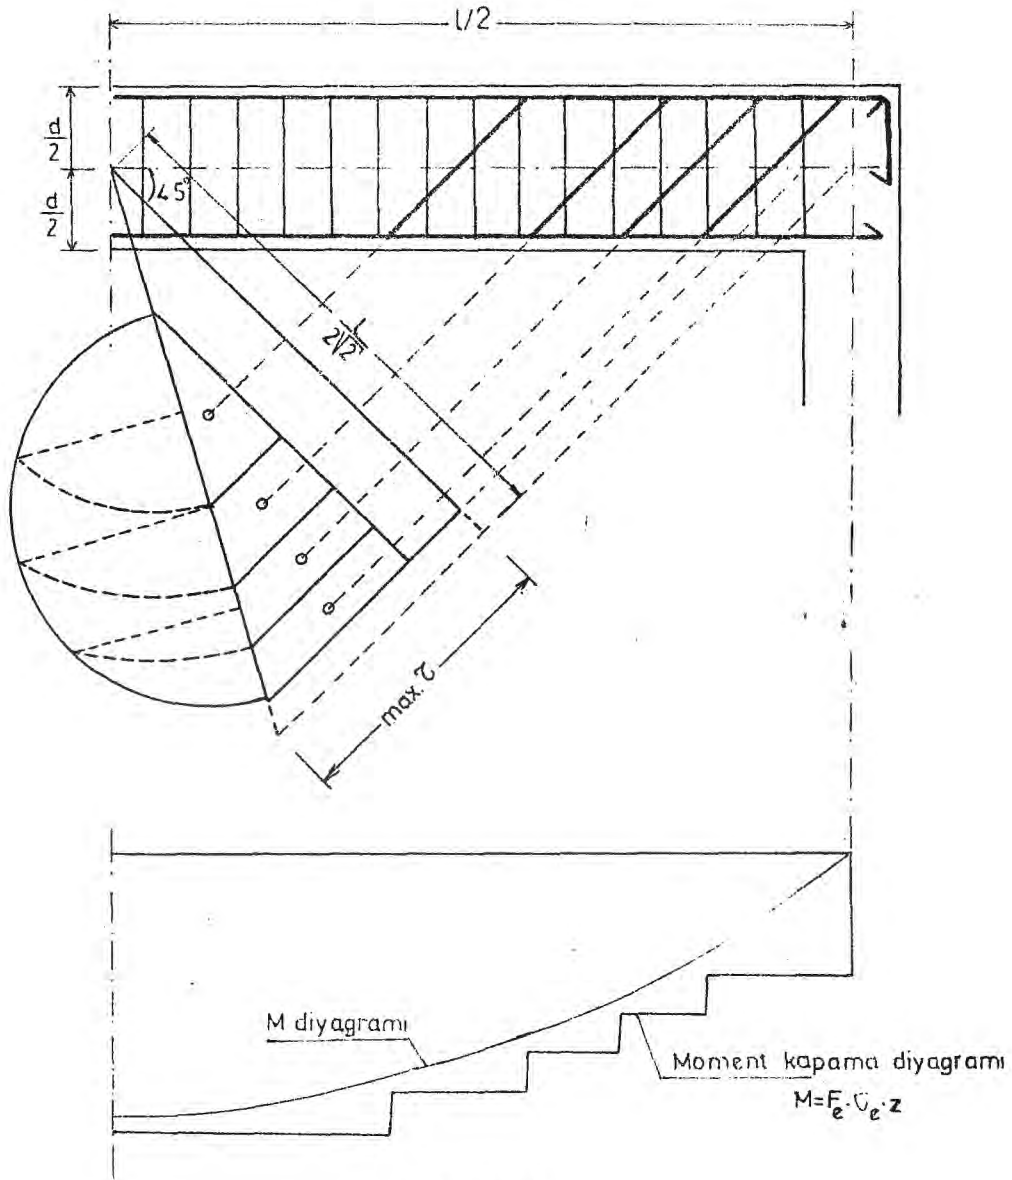 l/2
d/2
d/2
45°
l/2√2
max. τ
M diyagramı
Moment kapama diyagramı
M=Fe·σe·z